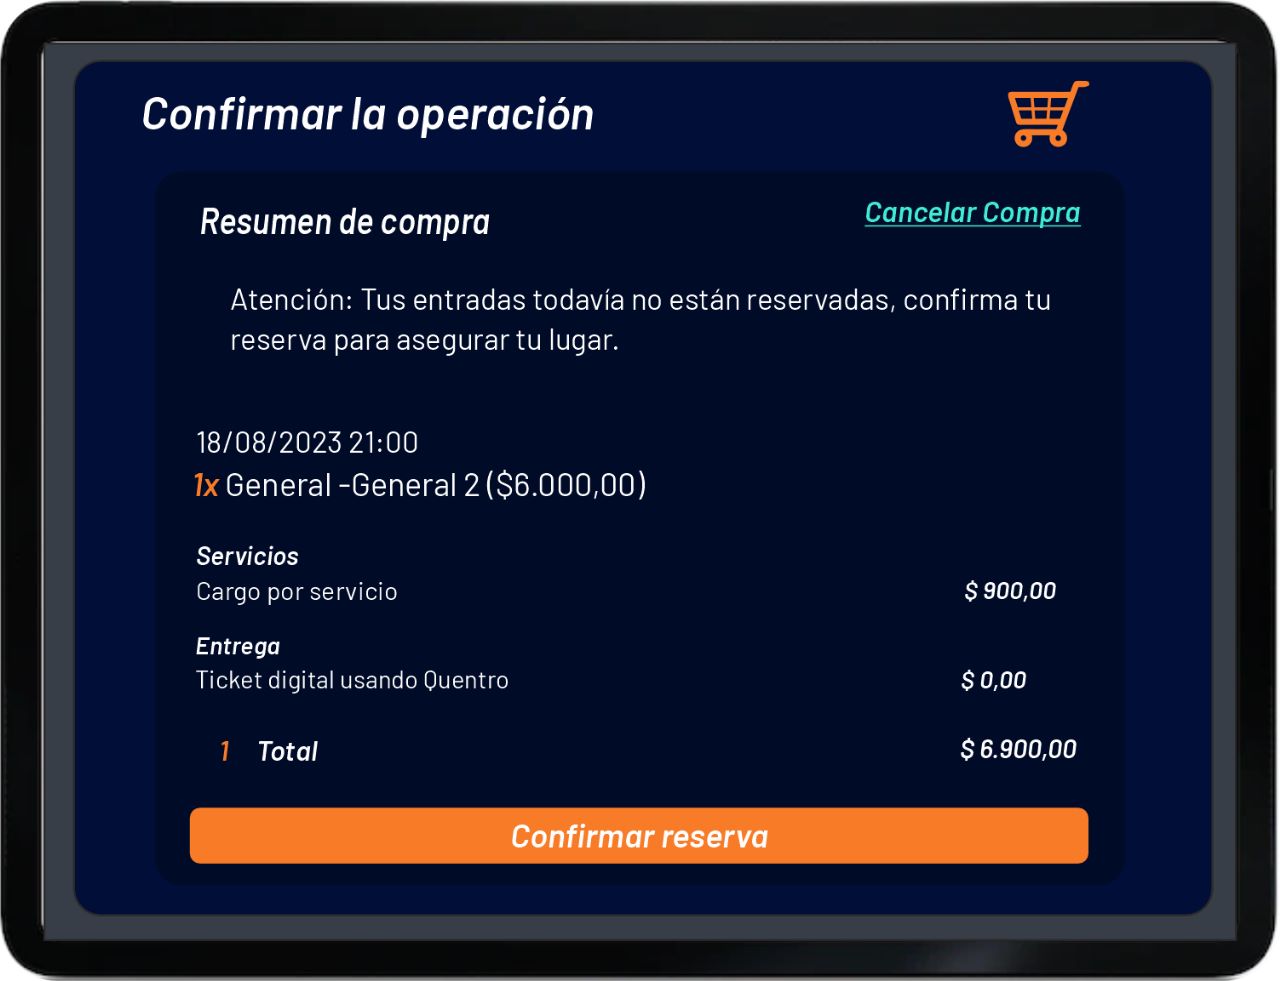 Confirmar la operación
Resumen de compra
Cancelar Compra
Atención: Tus entradas todavía no están reservadas, confirma tu
reserva para asegurar tu lugar.
18/08/2023 21:00
1x General -General 2 ($6.000,00)
Servicios
Cargo por servicio $ 900,00
Entrega
Ticket digital usando Quentro $ 0,00
1 Total $ 6.900,00
Confirmar reserva